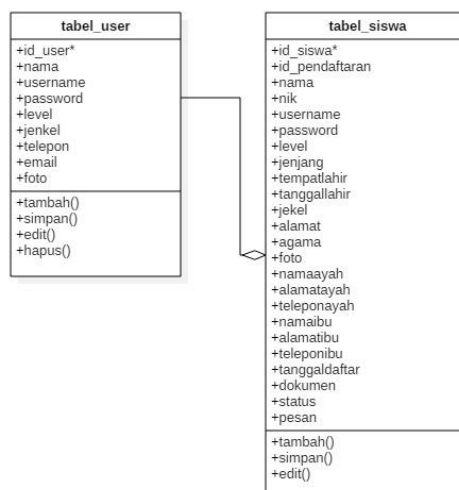 tabel_user
+id_user*
+nama
+username
+password
+level
+jenkel
+telepon
+email
+foto
+tambah()
+simpan()
+edit()
+hapus()
tabel_siswa
+id_siswa*
+id_pendaftaran
+nama
+nik
+username
+password
+level
+jenjang
+tempatlahir
+tanggallahir
+jekel
+alamat
+agama
+foto
+namaayah
+alamatayah
+teleponayah
+namaibu
+alamatibu
+teleponibu
+tanggaldaftar
+dokumen
+status
+pesan
+tambah()
+simpan()
+edit()